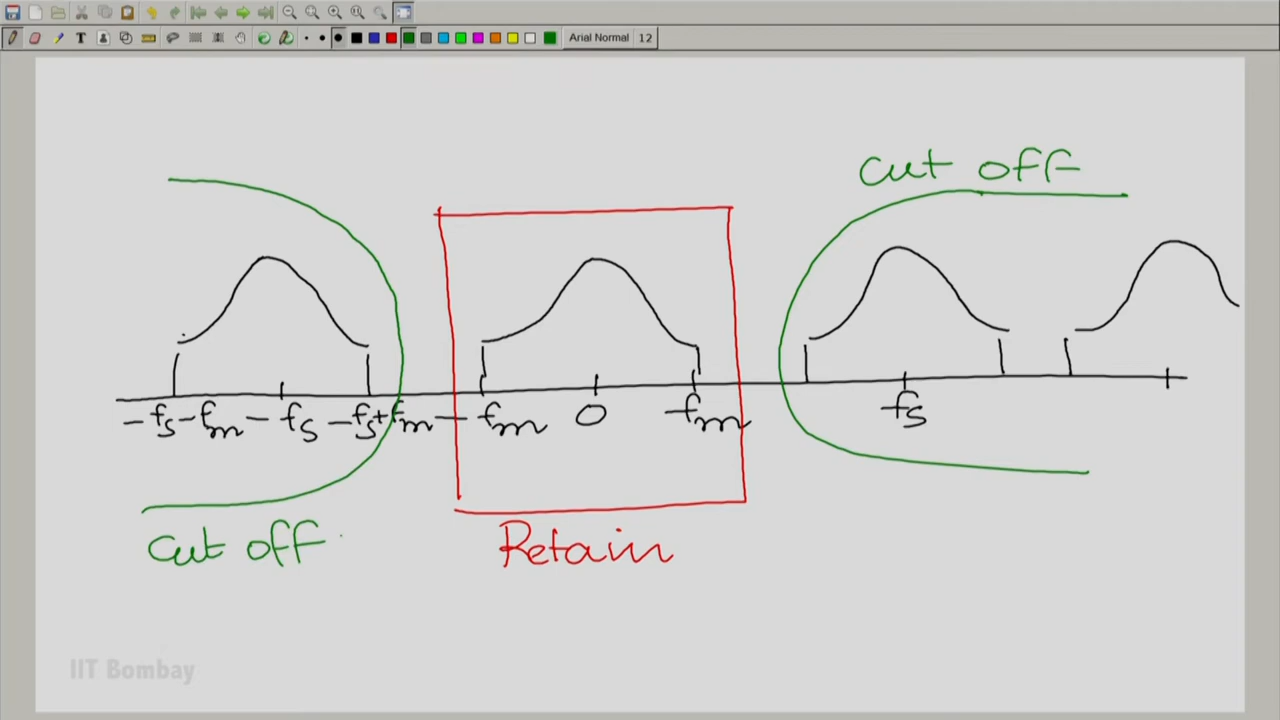 Arial Normal 12
cut off
-fs-fm -fs -fs+fm -fm 0 fm fs
cut off
Retain
IIT Bombay